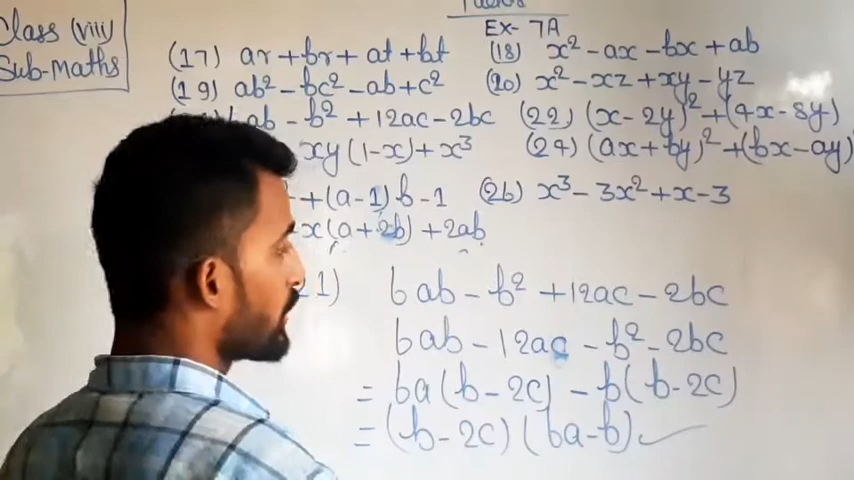 Class (viii)
Sub-Maths
Ex- 7A
(17) ar + br + at + bt (18) x² - ax - bx + ab
(19) ab² - bc² - ab + c² (20) x² - xz + xy - yz
ab - b² + 12ac - 2bc (22) (x - 2y)² + (4x - 8y)
xy (1-x) + x³ (24) (ax + by)² + (bx - ay)
+ (a - 1) b - 1 (26) x³ - 3x² + x - 3
x (a + 2b) + 2ab
1) 6ab - b² + 12ac - 2bc
6ab - 12ac - b² - 2bc
= 6a (b - 2c) - b (b - 2c)
= (b - 2c) (6a - b)